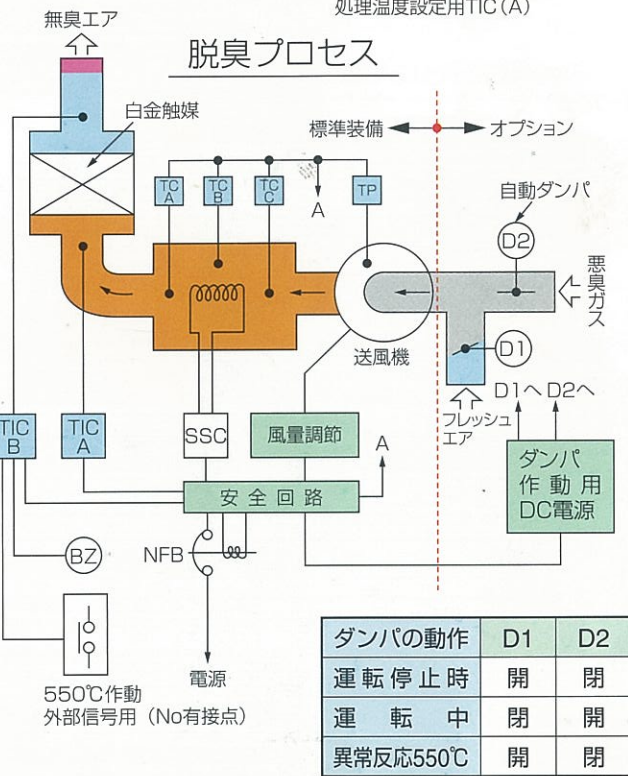 処理温度設定用TIC(A)
脱臭プロセス
無臭エア
白金触媒
標準装備
オプション
自動ダンパ
TC
A
TC
B
TC
C
TP
A
D2
悪臭ガス
送風機
D1
フレッシュ
エア
D1へ D2へ
TIC
B
TIC
A
SSC
風量調節
A
ダンパ
作動用
DC電源
安全回路
BZ
NFB
電源
550℃作動
外部信号用（No有接点）
ダンパの動作 D1 D2
運転停止時 開 閉
運転中 閉 開
異常反応550℃ 開 閉